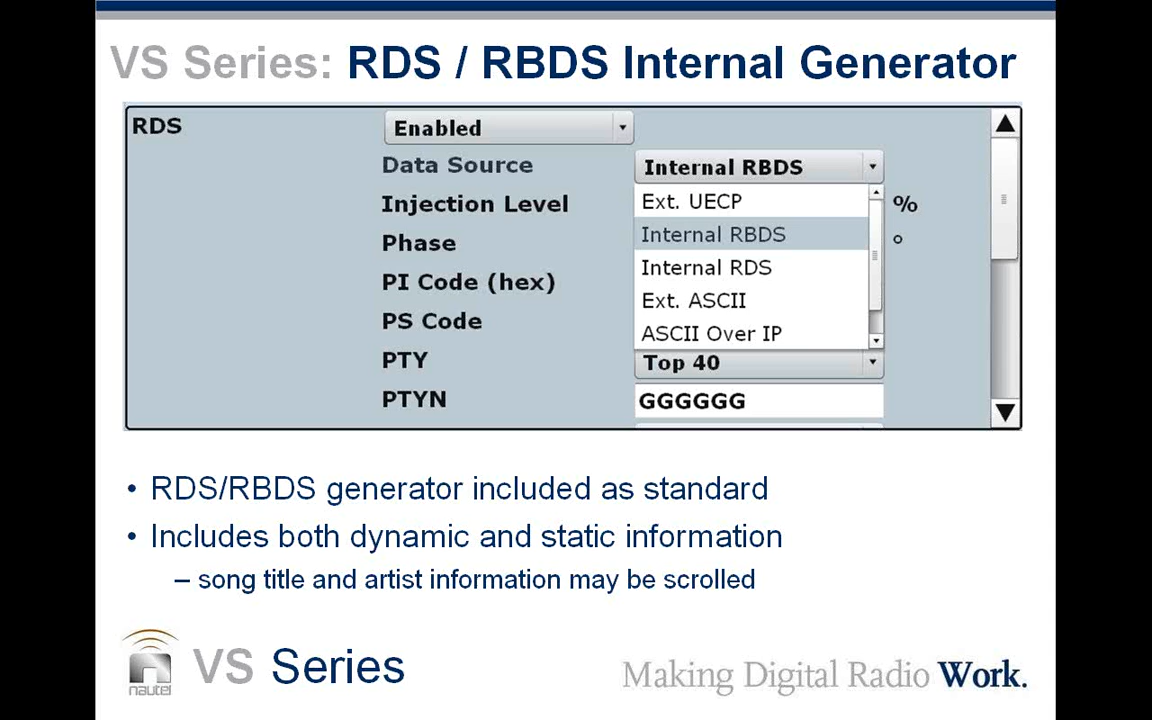 VS Series: RDS / RBDS Internal Generator
RDS
Enabled
Data Source
Internal RBDS
Injection Level
Ext. UECP
%
Phase
Internal RBDS
°
PI Code (hex)
Internal RDS
PS Code
Ext. ASCII
ASCII Over IP
PTY
Top 40
PTYN
GGGGGG
• RDS/RBDS generator included as standard
• Includes both dynamic and static information
– song title and artist information may be scrolled
nautel
VS Series
Making Digital Radio Work.